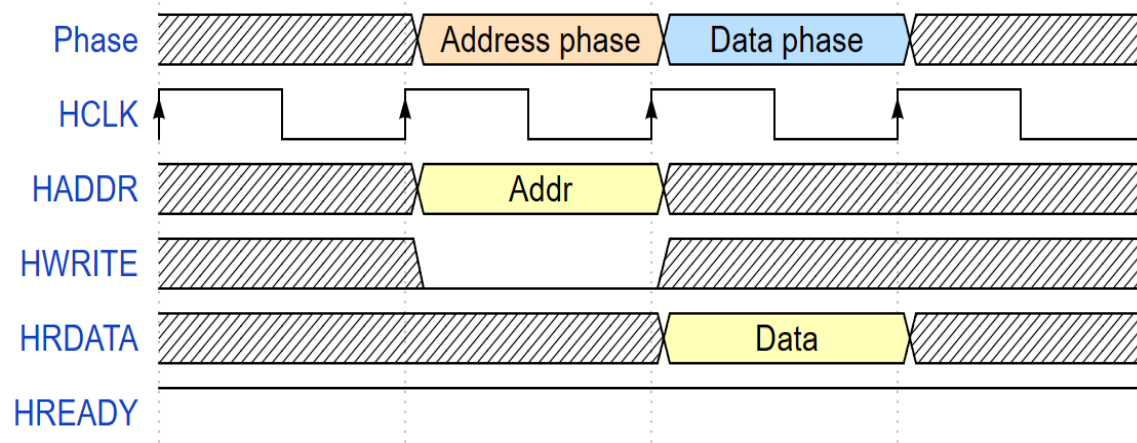 Phase Address phase Data phase
HCLK
HADDR Addr
HWRITE
HRDATA Data
HREADY